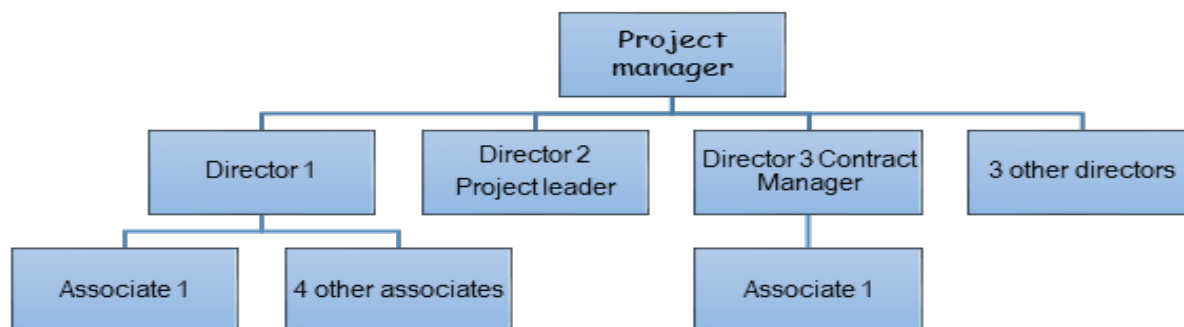 Project
manager
Director 1
Director 2
Project leader
Director 3 Contract
Manager
3 other directors
Associate 1
4 other associates
Associate 1